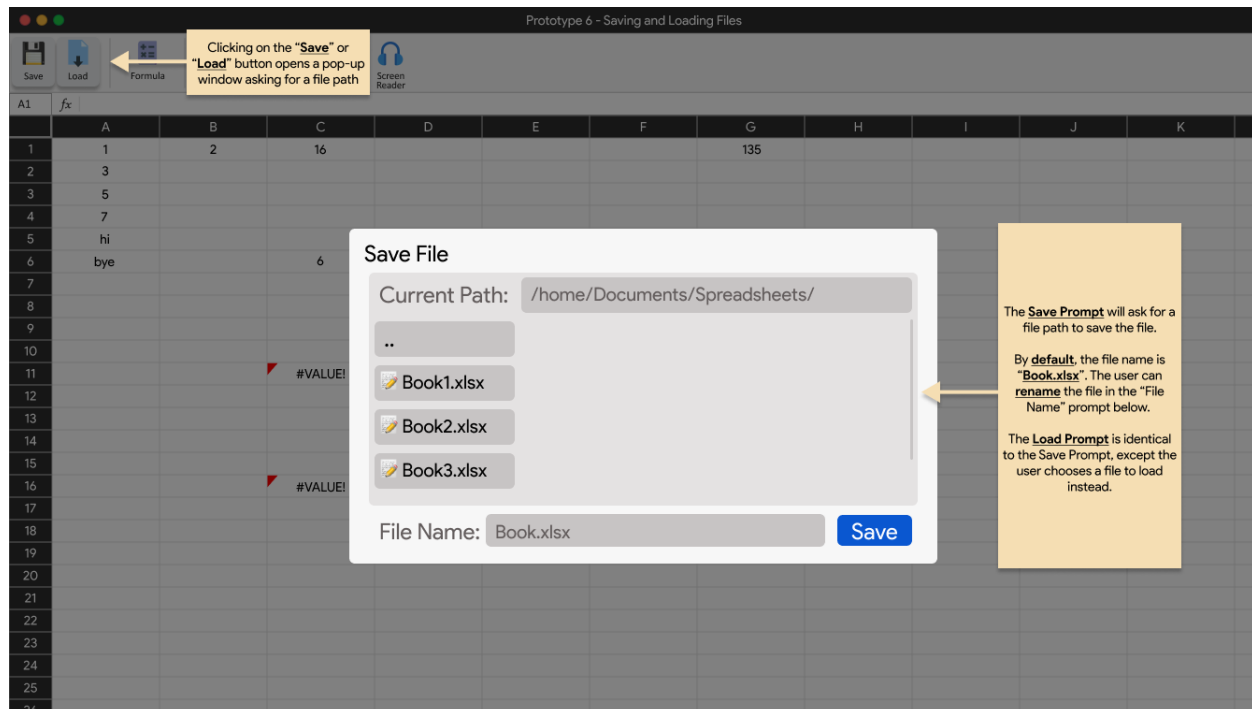 Prototype 6 - Saving and Loading Files
Save
Load
Formula
Clicking on the “Save” or
“Load” button opens a pop-up
window asking for a file path
Screen
Reader
A1 fx
A B C D E F G H I J K
1 1 2 16 135
2 3
3 5
4 7
5 hi
6 bye 6
7
8
9
10
11 #VALUE!
12
13
14
15
16 #VALUE!
17
18
19
20
21
22
23
24
25
26
Save File
Current Path: /home/Documents/Spreadsheets/
..
Book1.xlsx
Book2.xlsx
Book3.xlsx
File Name: Book.xlsx
Save
The Save Prompt will ask for a
file path to save the file.
By default, the file name is
“Book.xlsx”. The user can
rename the file in the “File
Name” prompt below.
The Load Prompt is identical
to the Save Prompt, except the
user chooses a file to load
instead.